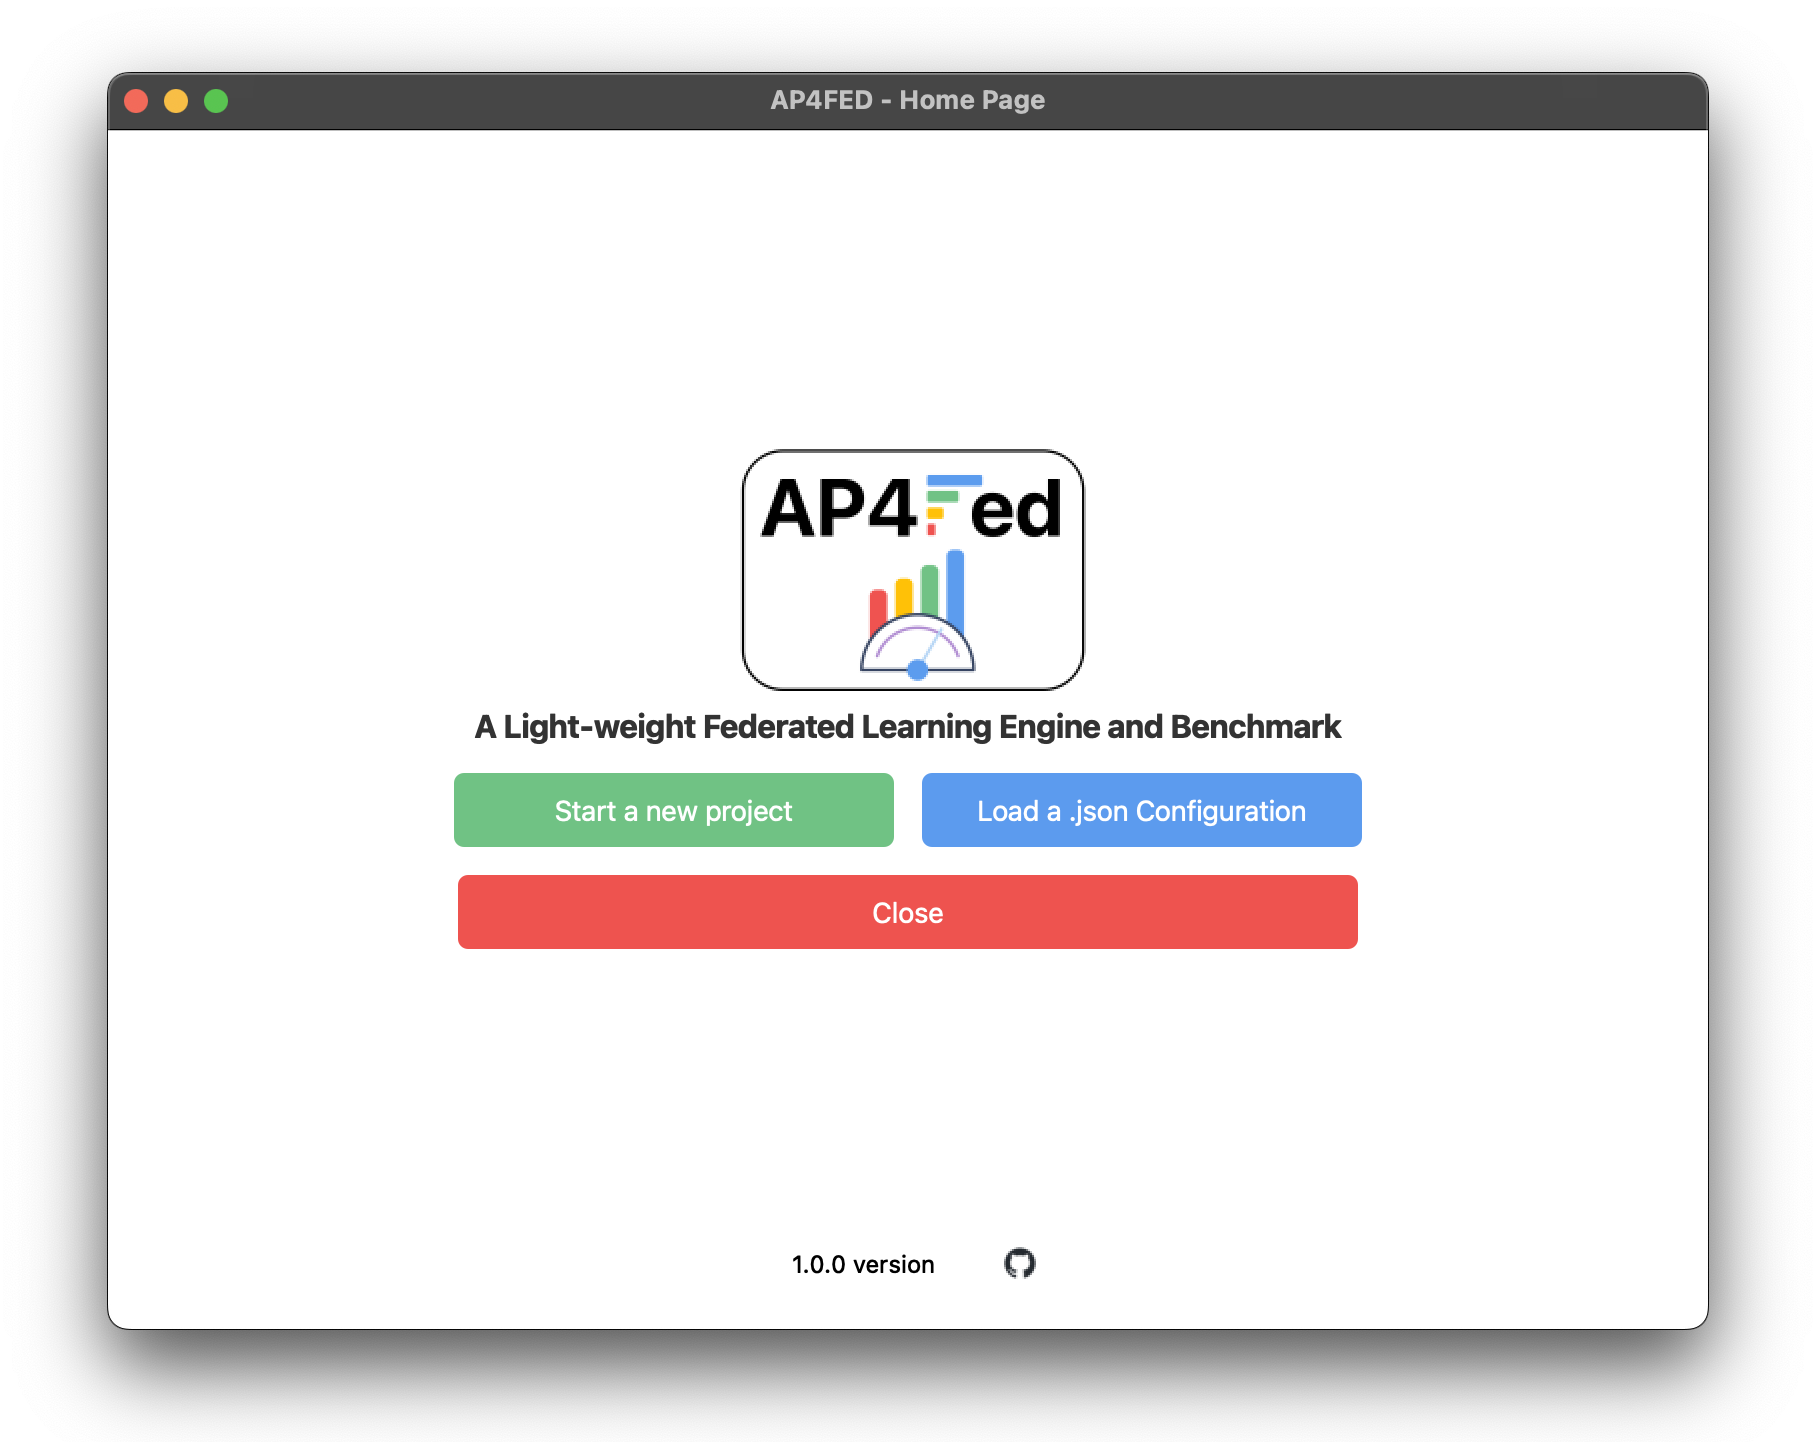 AP4FED - Home Page
AP4Fed
A Light-weight Federated Learning Engine and Benchmark
Start a new project
Load a .json Configuration
Close
1.0.0 version